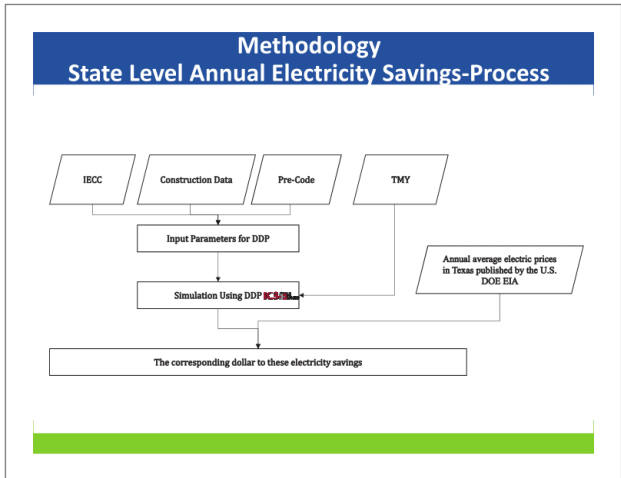 Methodology
State Level Annual Electricity Savings-Process
IECC
Construction Data
Pre-Code
TMY
Input Parameters for DDP
Annual average electric prices
in Texas published by the U.S.
DOE EIA
Simulation Using DDP
The corresponding dollar to these electricity savings